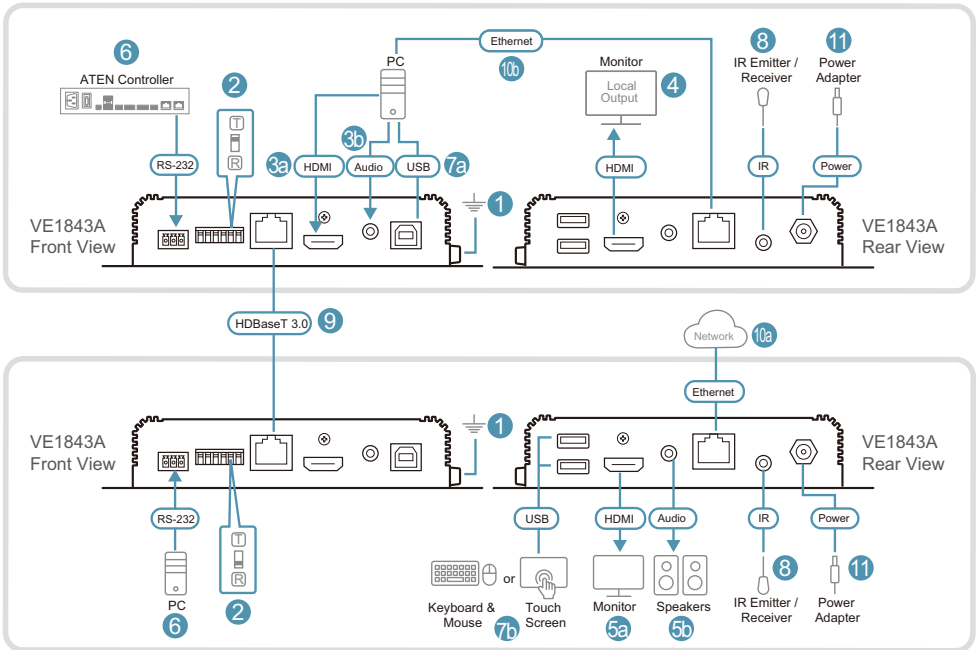 6
ATEN Controller
2
T
R
RS-232
PC
Ethernet
10b
3b
3a
HDMI
Audio
USB
7a
Monitor
Local
Output
4
HDMI
8
IR Emitter /
Receiver
IR
11
Power
Adapter
Power
VE1843A
Front View
1
VE1843A
Rear View
HDBaseT 3.0
9
Network
10a
Ethernet
VE1843A
Front View
1
VE1843A
Rear View
RS-232
PC
6
T
R
2
USB
HDMI
Audio
IR
Power
or
Keyboard &
Mouse
7b
Touch
Screen
Monitor
5a
Speakers
5b
8
IR Emitter /
Receiver
11
Power
Adapter